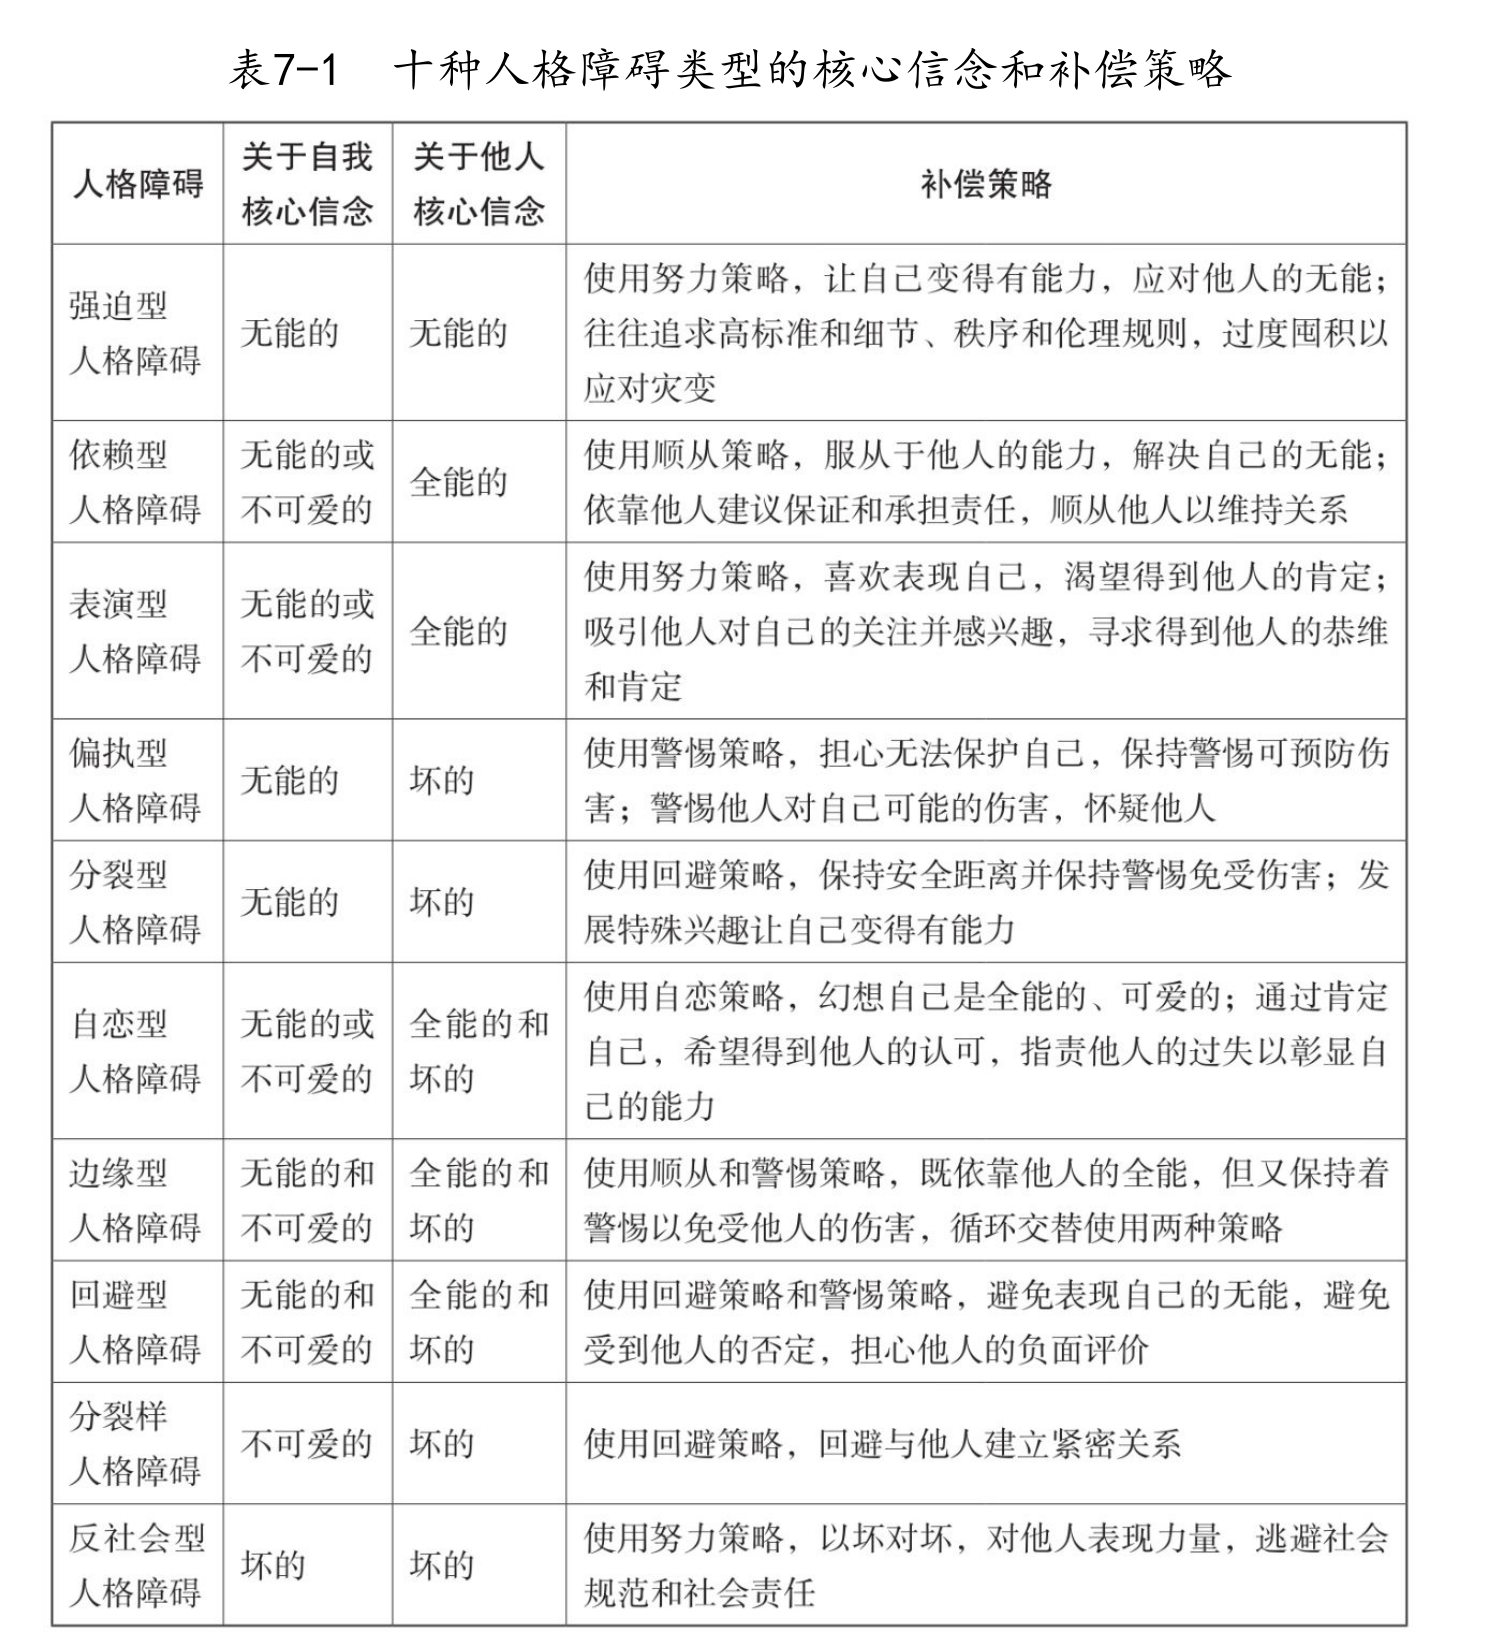 表7-1 十种人格障碍类型的核心信念和补偿策略
人格障碍
关于自我
核心信念
关于他人
核心信念
补偿策略
强迫型
人格障碍
无能的
无能的
使用努力策略，让自己变得有能力，应对他人的无能；
往往追求高标准和细节、秩序和伦理规则，过度囤积以
应对灾变
依赖型
人格障碍
无能的或
不可爱的
全能的
使用顺从策略，服从于他人的能力，解决自己的无能；
依靠他人建议保证和承担责任，顺从他人以维持关系
表演型
人格障碍
无能的或
不可爱的
全能的
使用努力策略，喜欢表现自己，渴望得到他人的肯定；
吸引他人对自己的关注并感兴趣，寻求得到他人的恭维
和肯定
偏执型
人格障碍
无能的
坏的
使用警惕策略，担心无法保护自己，保持警惕可预防伤
害；警惕他人对自己可能的伤害，怀疑他人
分裂型
人格障碍
无能的
坏的
使用回避策略，保持安全距离并保持警惕免受伤害；发
展特殊兴趣让自己变得有能力
自恋型
人格障碍
无能的或
不可爱的
全能的和
坏的
使用自恋策略，幻想自己是全能的、可爱的；通过肯定
自己，希望得到他人的认可，指责他人的过失以彰显自
己的能力
边缘型
人格障碍
无能的和
不可爱的
全能的和
坏的
使用顺从和警惕策略，既依靠他人的全能，但又保持着
警惕以免受他人的伤害，循环交替使用两种策略
回避型
人格障碍
无能的和
不可爱的
全能的和
坏的
使用回避策略和警惕策略，避免表现自己的无能，避免
受到他人的否定，担心他人的负面评价
分裂样
人格障碍
不可爱的
坏的
使用回避策略，回避与他人建立紧密关系
反社会型
人格障碍
坏的
坏的
使用努力策略，以坏对坏，对他人表现力量，逃避社会
规范和社会责任